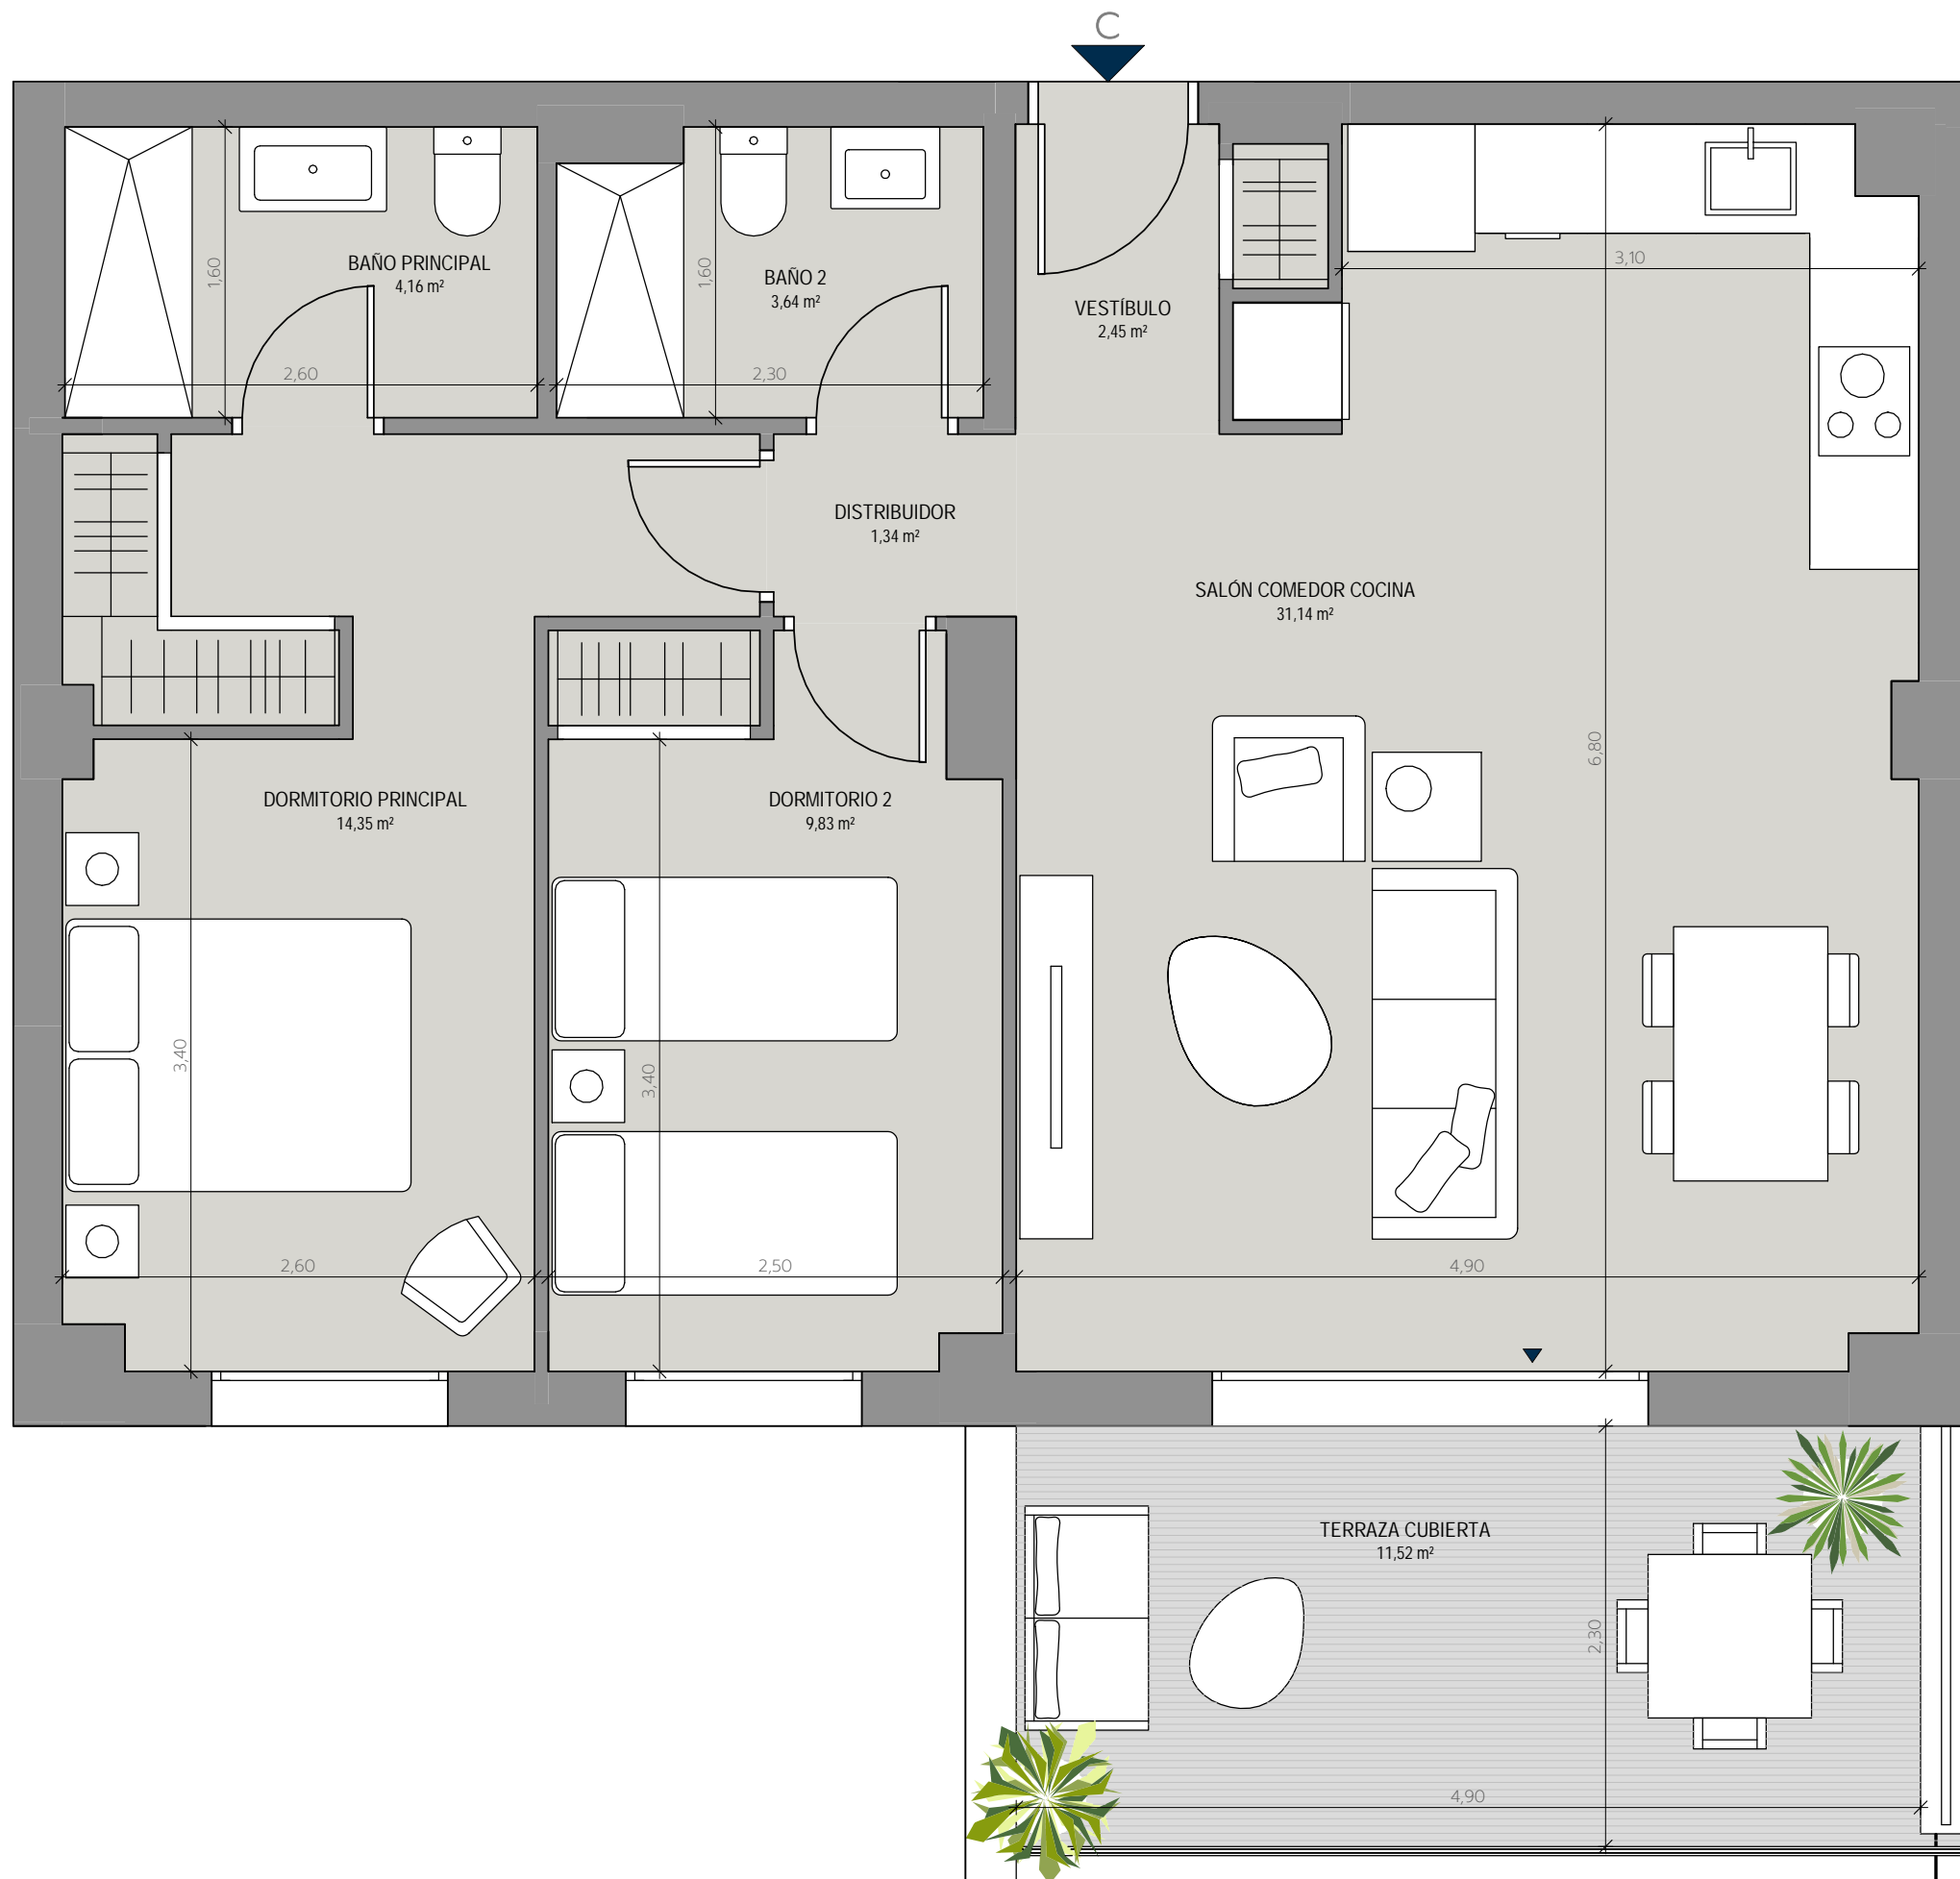 C
BAÑO PRINCIPAL
4,16 m²
1,60
2,60
BAÑO 2
3,64 m²
1,60
2,30
VESTÍBULO
2,45 m²
3,10
DISTRIBUIDOR
1,34 m²
SALÓN COMEDOR COCINA
31,14 m²
6,80
DORMITORIO PRINCIPAL
14,35 m²
3,40
2,60
DORMITORIO 2
9,83 m²
3,40
2,50
4,90
TERRAZA CUBIERTA
11,52 m²
2,30
4,90